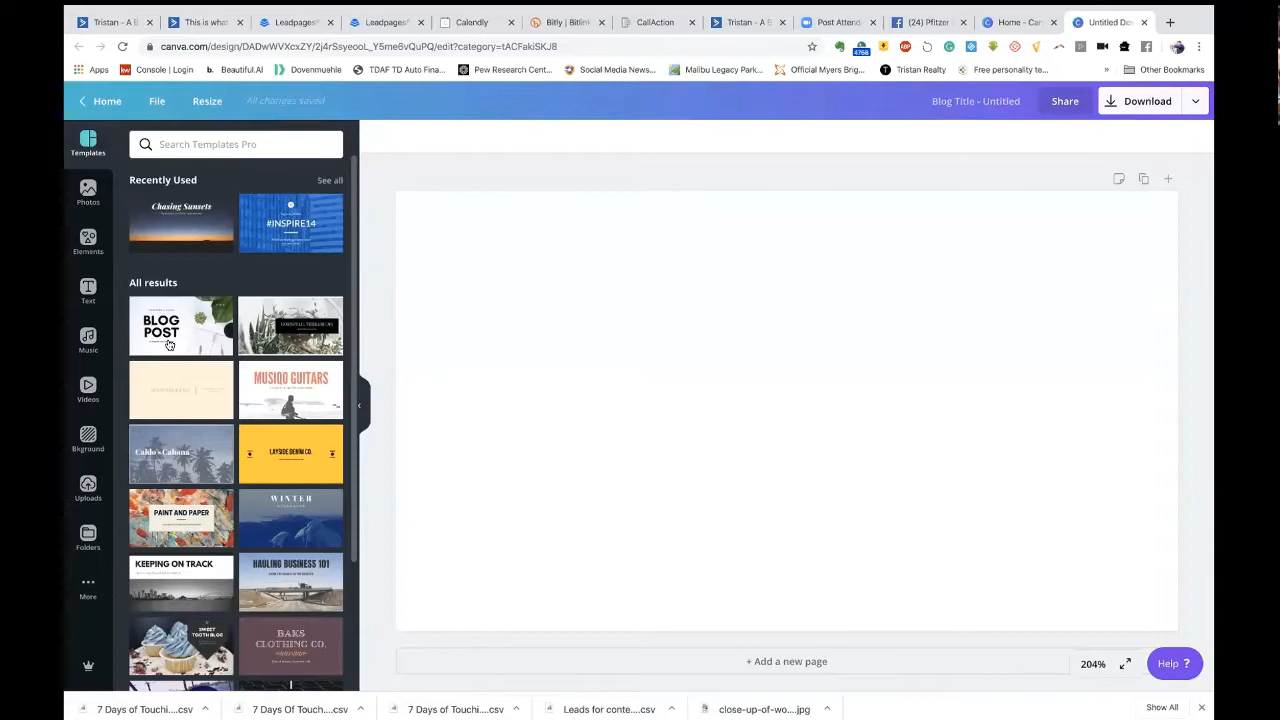 Tristan - A B
This is what
Leadpages®
Leadpages®
Calendly
Bitly | Bitlink
CallAction
Tristan - A B
Post Attend
(24) Pfitzer
Home - Can
Untitled Des
canva.com/design/DADwWVXcxZY/2j4rSsyeooL_Y5me6vQuPQ/edit?category=tACFakiSKJ8
4768
Apps
Console | Login
Beautiful.AI
Dovenmuehle
TDAF TD Auto Fina...
Pew Research Cent...
Social Media News...
Malibu Legacy Park...
Official Myers Brig...
Tristan Realty
Free personality te...
Other Bookmarks
Home
File
Resize
All changes saved
Blog Title - Untitled
Share
Download
Templates
Photos
Elements
Text
Music
Videos
Bkground
Uploads
Folders
More
Search Templates Pro
Recently Used
See all
Chasing Sunsets
#INSPIRE14
All results
BLOG
POST
MUSIQO GUITARS
Caldo's Cabana
LAYSIDE DENIM CO.
PAINT AND PAPER
WINTER
KEEPING ON TRACK
HAULING BUSINESS 101
SWEET
TOOTH BLOG
BAKS
CLOTHING CO.
+ Add a new page
204%
Help ?
7 Days of Touchi....csv
7 Days Of Touchi....csv
7 Days of Touchi....csv
Leads for conte....csv
close-up-of-wo....jpg
Show All